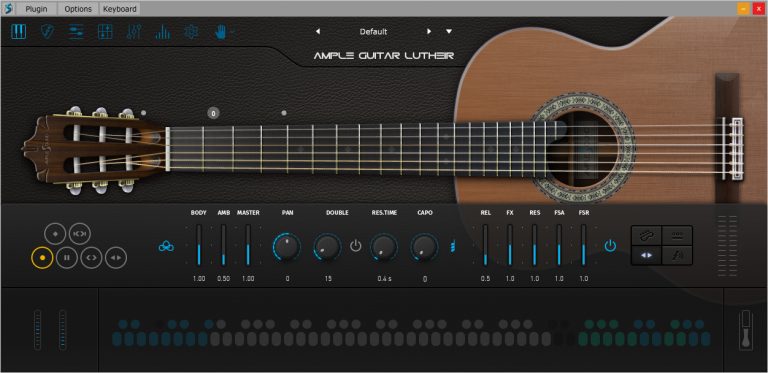 Plugin Options Keyboard
Default
AMPLE GUITAR LUTHEIR
0
BODY AMB MASTER PAN DOUBLE RES.TIME CAPO REL FX RES FSA FSR
1.00 0.50 1.00 0 15 0.4 s 0 0.5 1.0 1.0 1.0 1.0